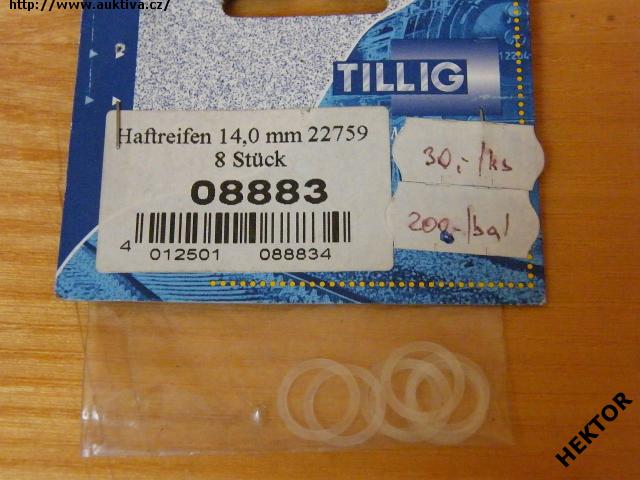 http://www.auktiva.cz/
TILLIG
Haftreifen 14,0 mm 22759
8 Stück
08883
4 012501 088834
30,-/ks
200,-/bal
HEKTOR